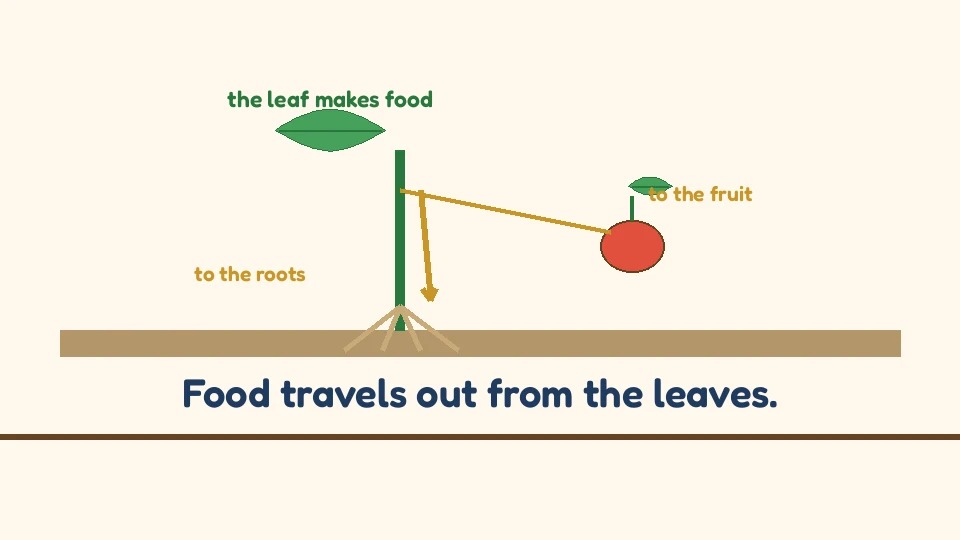 the leaf makes food
to the fruit
to the roots
Food travels out from the leaves.